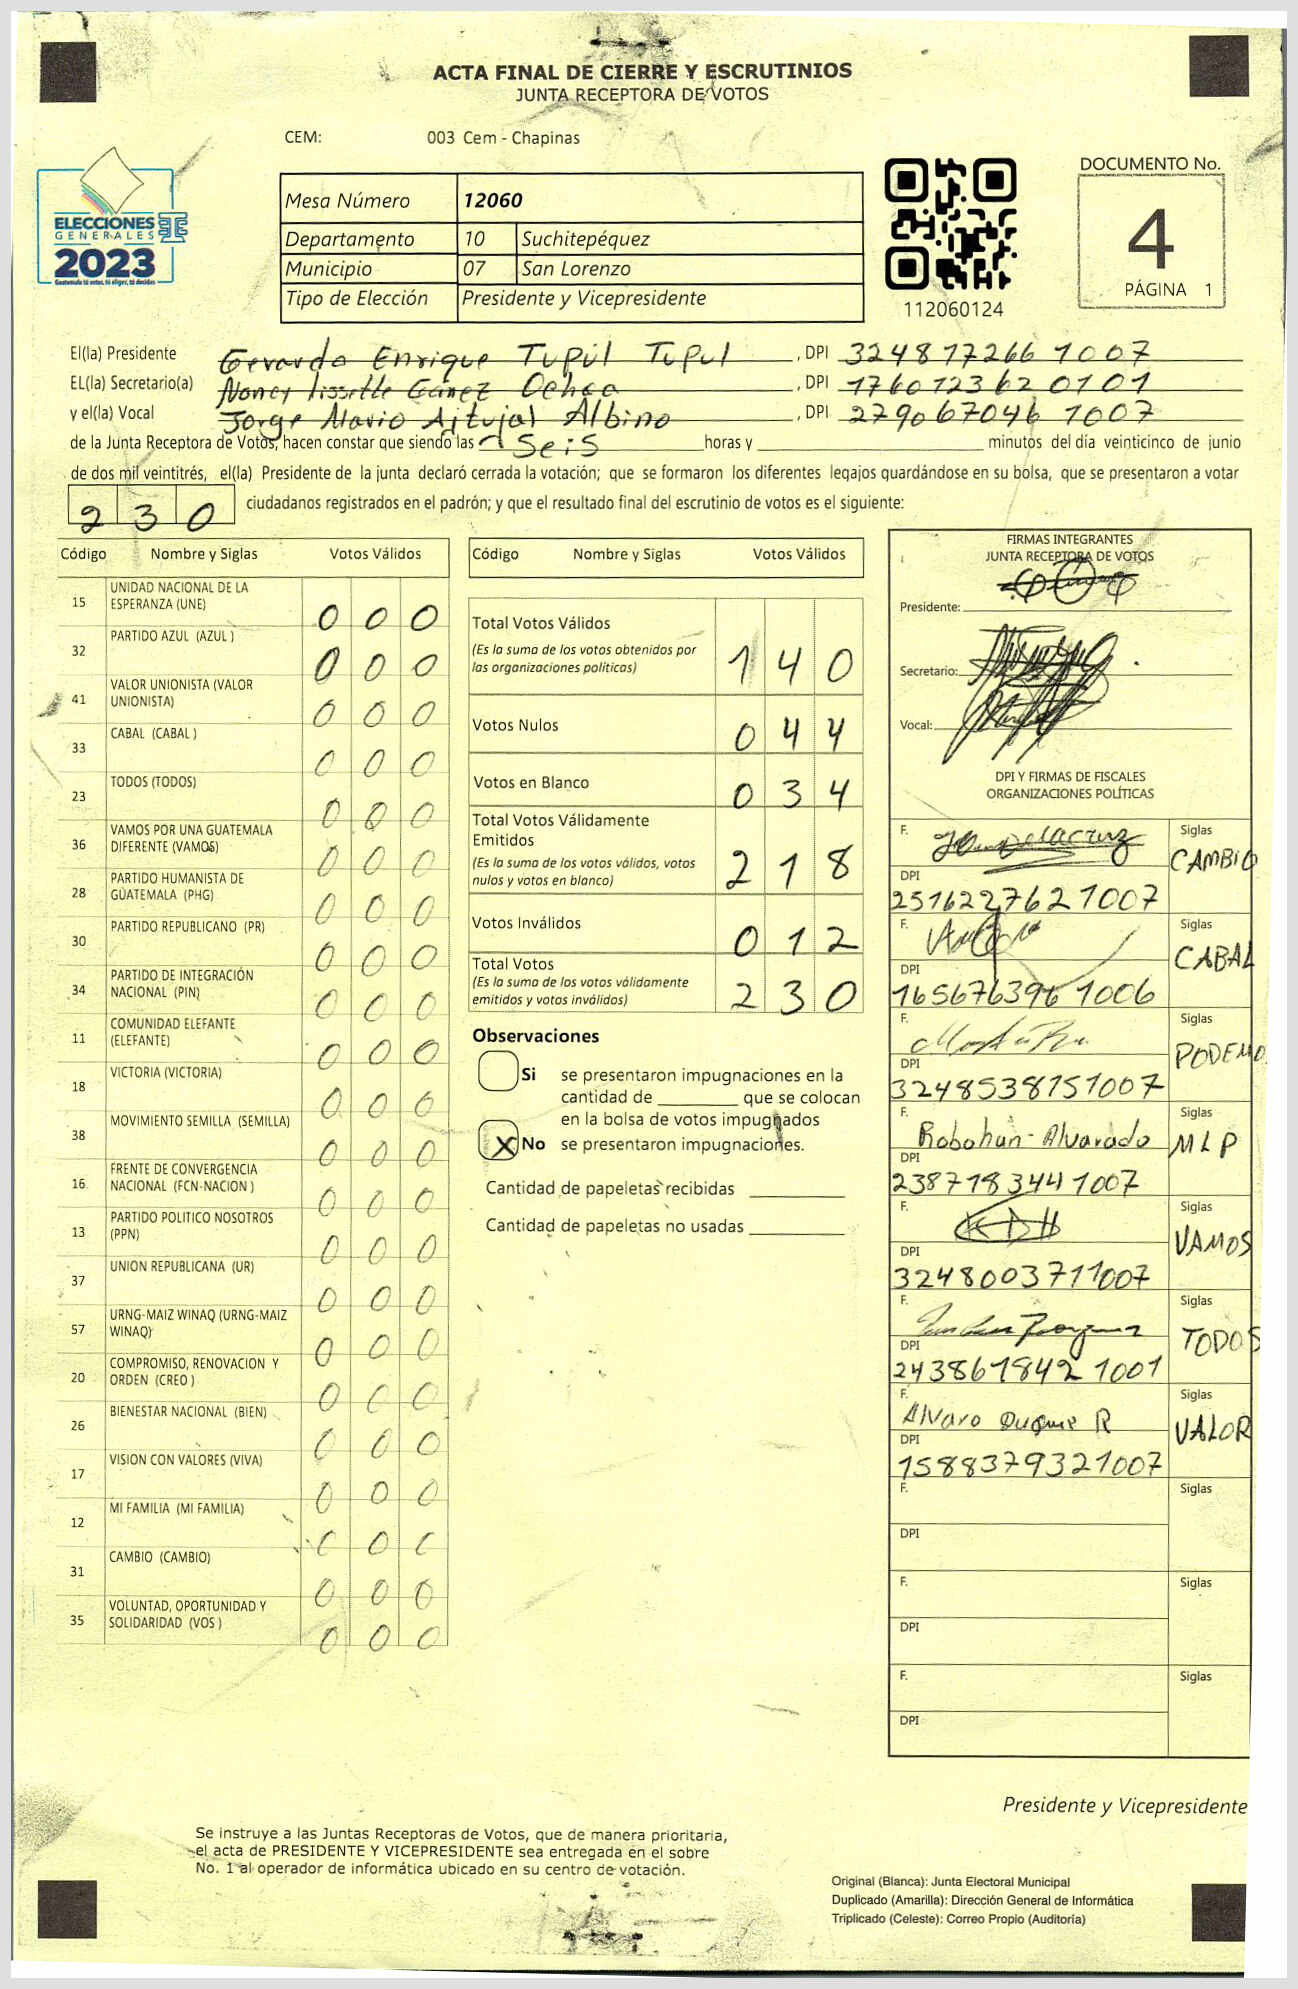 ACTA FINAL DE CIERRE Y ESCRUTINIOS
JUNTA RECEPTORA DE VOTOS
CEM: 003 Cem - Chapinas
ELECCIONES
GENERALES
2023
Guatemala tú votas, tú eliges, tú decides
Mesa Número 12060
Departamento 10 Suchitepéquez
Municipio 07 San Lorenzo
Tipo de Elección Presidente y Vicepresidente
112060124
DOCUMENTO No.
4
PÁGINA 1
El(la) Presidente Gerardo Enrique Tupúl Tupul , DPI 324817266 1007
EL(la) Secretario(a) Nancy lissette Gámez Ochoa , DPI 176012362 0101
y el(la) Vocal Jorge Mario Ajtujal Albino , DPI 279067046 1007
de la Junta Receptora de Votos, hacen constar que siendo las Seis horas y minutos del día veinticinco de junio
de dos mil veintitrés, el(la) Presidente de la junta declaró cerrada la votación; que se formaron los diferentes legajos guardándose en su bolsa, que se presentaron a votar
230 ciudadanos registrados en el padrón; y que el resultado final del escrutinio de votos es el siguiente:
Código Nombre y Siglas Votos Válidos
15 UNIDAD NACIONAL DE LA ESPERANZA (UNE) 0 0 0
32 PARTIDO AZUL (AZUL ) 0 0 0
41 VALOR UNIONISTA (VALOR UNIONISTA) 0 0 0
33 CABAL (CABAL ) 0 0 0
23 TODOS (TODOS) 0 0 0
36 VAMOS POR UNA GUATEMALA DIFERENTE (VAMOS) 0 0 0
28 PARTIDO HUMANISTA DE GUATEMALA (PHG) 0 0 0
30 PARTIDO REPUBLICANO (PR) 0 0 0
34 PARTIDO DE INTEGRACIÓN NACIONAL (PIN) 0 0 0
11 COMUNIDAD ELEFANTE (ELEFANTE) 0 0 0
18 VICTORIA (VICTORIA) 0 0 0
38 MOVIMIENTO SEMILLA (SEMILLA) 0 0 0
16 FRENTE DE CONVERGENCIA NACIONAL (FCN-NACION ) 0 0 0
13 PARTIDO POLITICO NOSOTROS (PPN) 0 0 0
37 UNION REPUBLICANA (UR) 0 0 0
57 URNG-MAIZ WINAQ (URNG-MAIZ WINAQ) 0 0 0
20 COMPROMISO, RENOVACION Y ORDEN (CREO ) 0 0 0
26 BIENESTAR NACIONAL (BIEN) 0 0 0
17 VISION CON VALORES (VIVA) 0 0 0
12 MI FAMILIA (MI FAMILIA) 0 0 0
31 CAMBIO (CAMBIO) 0 0 0
35 VOLUNTAD, OPORTUNIDAD Y SOLIDARIDAD (VOS ) 0 0 0
Código Nombre y Siglas Votos Válidos
Total Votos Válidos 1 4 0
(Es la suma de los votos obtenidos por
las organizaciones políticas)
Votos Nulos 0 4 4
Votos en Blanco 0 3 4
Total Votos Válidamente
Emitidos 2 1 8
(Es la suma de los votos válidos, votos
nulos y votos en blanco)
Votos Inválidos 0 1 2
Total Votos 2 3 0
(Es la suma de los votos válidamente
emitidos y votos inválidos)
Observaciones
Si se presentaron impugnaciones en la
cantidad de que se colocan
en la bolsa de votos impugnados
X No se presentaron impugnaciones.
Cantidad de papeletas recibidas
Cantidad de papeletas no usadas
FIRMAS INTEGRANTES
JUNTA RECEPTORA DE VOTOS
Presidente:
Secretario:
Vocal:
DPI Y FIRMAS DE FISCALES
ORGANIZACIONES POLÍTICAS
F. Siglas CAMBIO
DPI 251622762 1007
F. Siglas CABAL
DPI 165676396 1006
F. Siglas PODEMO
DPI 3248538151007
F. Robohan - Alvarado Siglas MLP
DPI 238718344 1007
F. Siglas VAMOS
DPI 3248003711007
F. Siglas TODOS
DPI 243861842 1001
F. Alvaro Duque R Siglas VALOR
DPI 1588379321007
F. Siglas
DPI
F. Siglas
DPI
F. Siglas
DPI
Presidente y Vicepresidente
Se instruye a las Juntas Receptoras de Votos, que de manera prioritaria,
el acta de PRESIDENTE Y VICEPRESIDENTE sea entregada en el sobre
No. 1 al operador de informática ubicado en su centro de votación.
Original (Blanca): Junta Electoral Municipal
Duplicado (Amarilla): Dirección General de Informática
Triplicado (Celeste): Correo Propio (Auditoría)